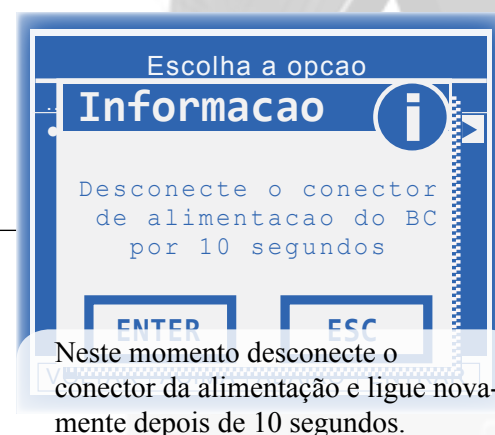 Escolha a opcao
Informacao
i
Desconecte o conector
de alimentacao do BC
por 10 segundos
ENTER
ESC
Neste momento desconecte o
conector da alimentação e ligue nova-
mente depois de 10 segundos.